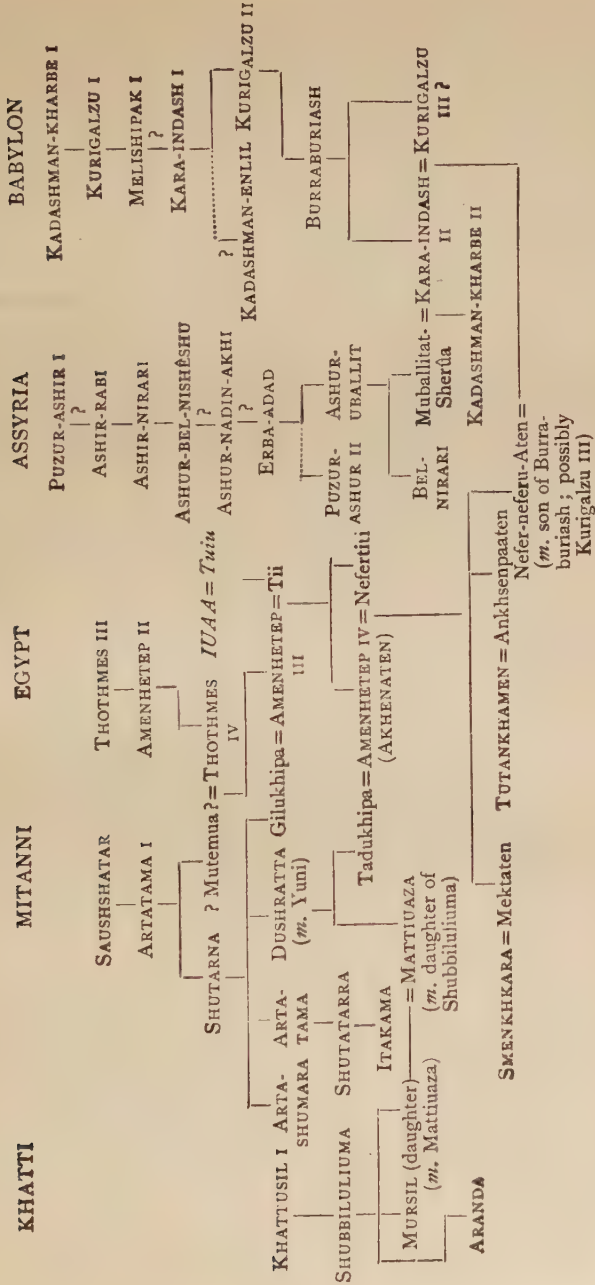 KHATTI MITANNI EGYPT ASSYRIA BABYLON
SAUSHSHATAR THOTHMES III PUZUR-ASHIR I KADASHMAN-KHARBE I
?
ARTATAMA I AMENHETEP II ASHIR-RABI KURIGALZU I
ASHIR-NIRARI MELISHIPAK I
?
SHUTARNA ? Mutemua? = THOTHMES IV IUAA = Tuiu ASHUR-BEL-NISHĒSHU KARA-INDASH I
?
ASHUR-NADIN-AKHI ?
?
KHATTUSIL I ARTA-SHUMARA ARTA-TAMA DUSHRATTA Gilukhipa = AMENHETEP III = Tii ERBA-ADAD KADASHMAN-ENLIL KURIGALZU II
(m. Yuni)
SHUBBILULIUMA SHUTATARRA PUZUR-ASHUR II ASHUR-UBALLIT BURRABURIASH
ITAKAMA Tadukhipa = AMENHETEP IV = Nefertiti
(AKHENATEN)
MURSIL (daughter) = MATTIUAZA BEL-NIRARI Muballitat-Sherûa = KARA-INDASH II = KURIGALZU III ?
(m. Mattiuaza) (m. daughter of Shubbiluliuma)
ARANDA KADASHMAN-KHARBE II
SMENKHKARA = Mektaten TUTANKHAMEN = Ankhsenpaaten Nefer-neferu-Aten =
(m. son of Burra-
buriash ; possibly
Kurigalzu III)